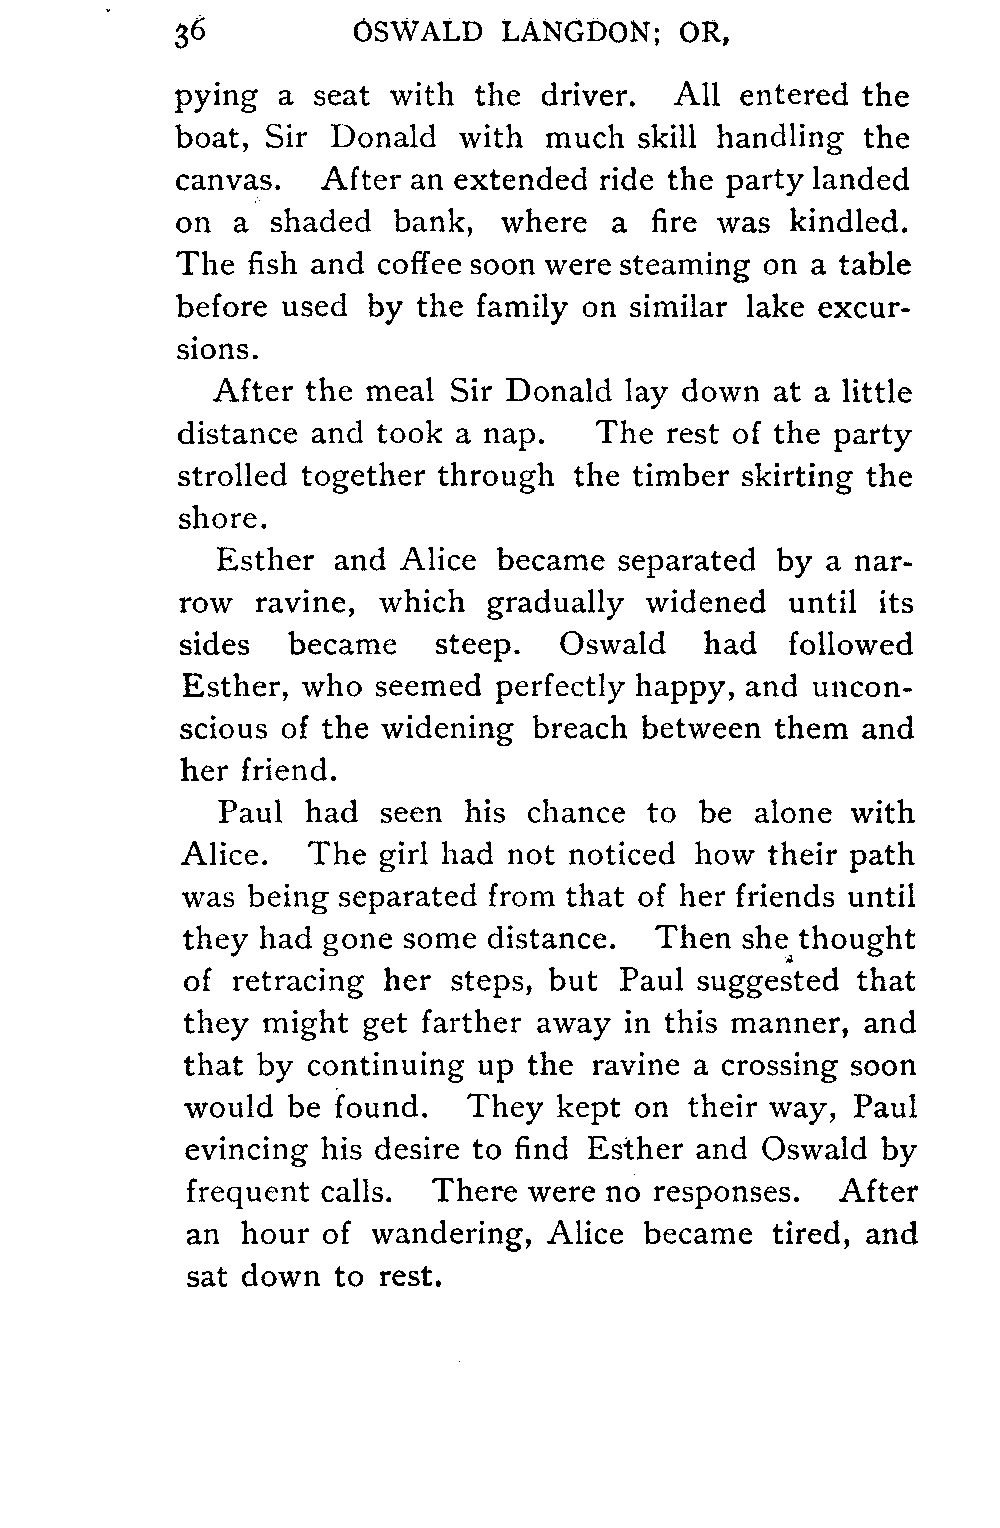 36 OSWALD LANGDON; OR,
pying a seat with the driver. All entered the
boat, Sir Donald with much skill handling the
canvas. After an extended ride the party landed
on a shaded bank, where a fire was kindled.
The fish and coffee soon were steaming on a table
before used by the family on similar lake excur-
sions.
After the meal Sir Donald lay down at a little
distance and took a nap. The rest of the party
strolled together through the timber skirting the
shore.
Esther and Alice became separated by a nar-
row ravine, which gradually widened until its
sides became steep. Oswald had followed
Esther, who seemed perfectly happy, and uncon-
scious of the widening breach between them and
her friend.
Paul had seen his chance to be alone with
Alice. The girl had not noticed how their path
was being separated from that of her friends until
they had gone some distance. Then she thought
of retracing her steps, but Paul suggested that
they might get farther away in this manner, and
that by continuing up the ravine a crossing soon
would be found. They kept on their way, Paul
evincing his desire to find Esther and Oswald by
frequent calls. There were no responses. After
an hour of wandering, Alice became tired, and
sat down to rest.